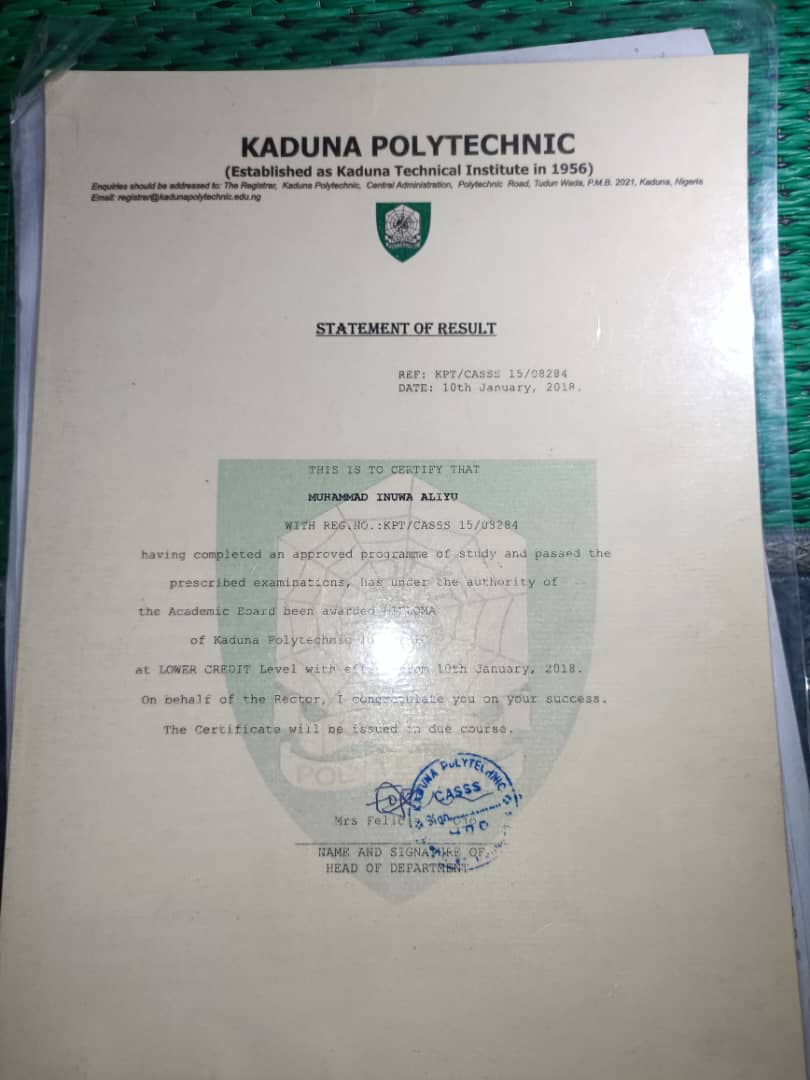 KADUNA POLYTECHNIC
(Established as Kaduna Technical Institute in 1956)
Enquiries should be addressed to: The Registrar, Kaduna Polytechnic, Central Administration, Polytechnic Road, Tudun Wada, P.M.B. 2021, Kaduna, Nigeria
Email: registrar@kadunapolytechnic.edu.ng
STATEMENT OF RESULT
REF: KPT/CASSS 15/08284
DATE: 10th January, 2018.
THIS IS TO CERTIFY THAT
MUHAMMAD INUWA ALIYU
WITH REG.NO.:KPT/CASSS 15/08284
having completed an approved programme of study and passed the
prescribed examinations, has under the authority of
the Academic Board been awarded DIPLOMA
of Kaduna Polytechnic
at LOWER CREDIT Level with effect from 10th January, 2018.
On behalf of the Rector, I congratulate you on your success.
The Certificate will be issued in due course.
POLYTE
KADUNA POLYTECHNIC
CASSS
Sign
Mrs
NAME AND SIGNATURE OF
HEAD OF DEPARTMENT